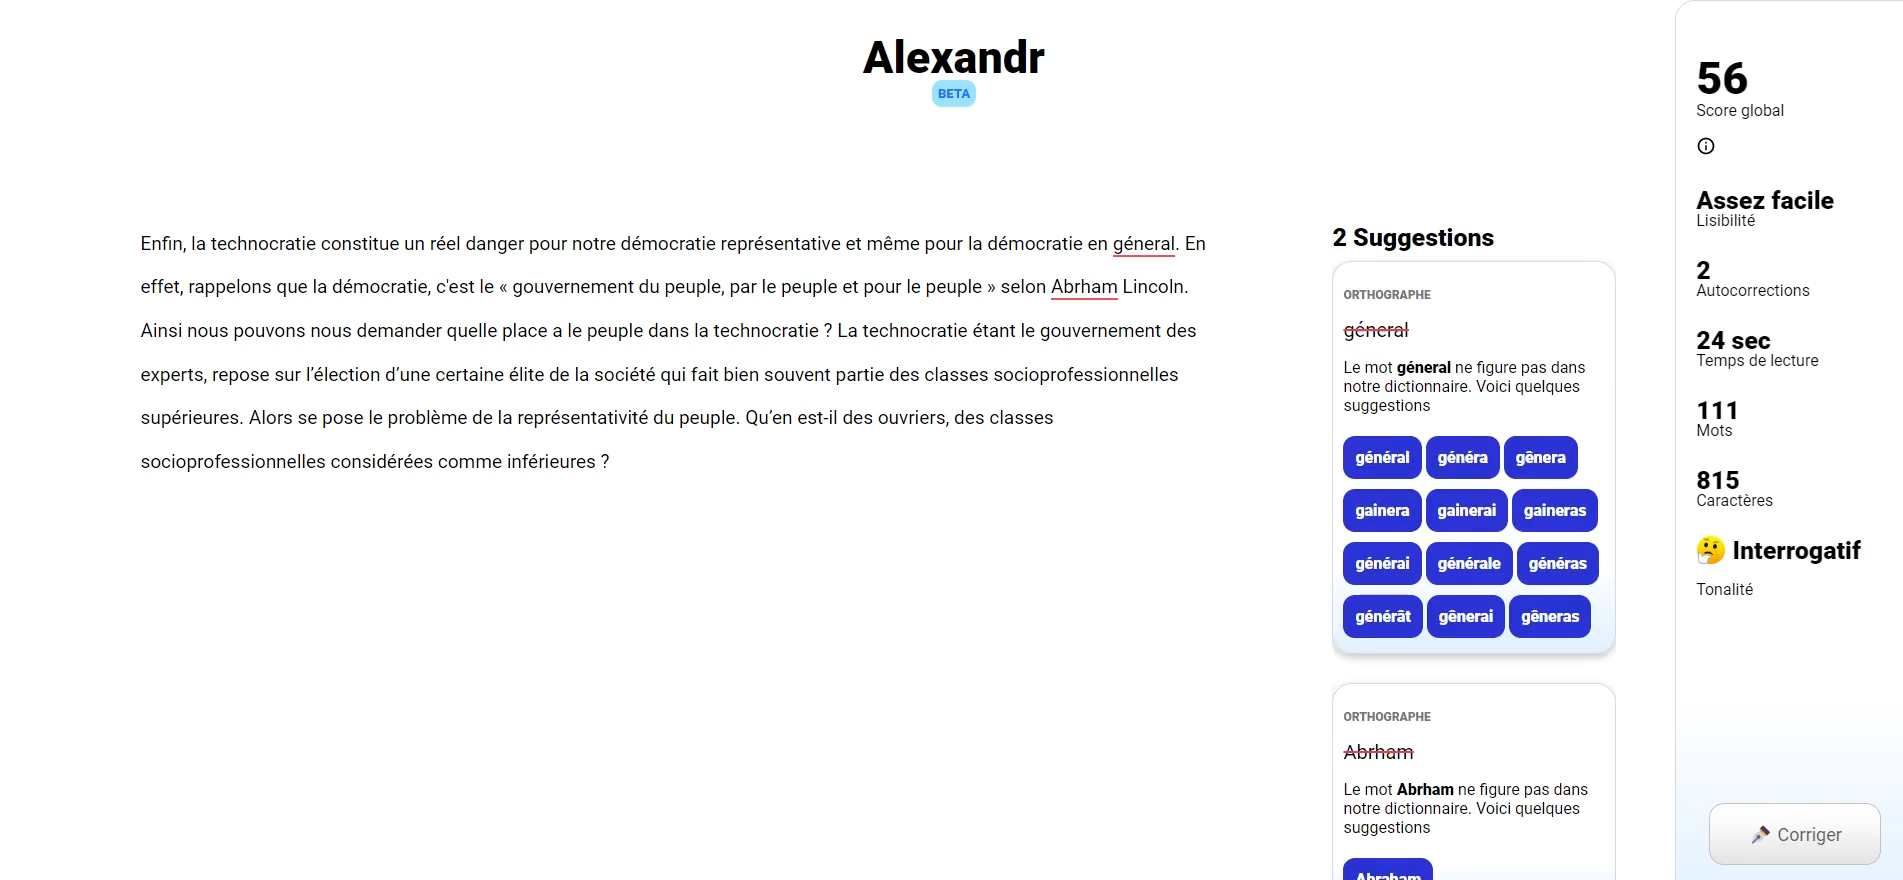 Alexandr
BETA
Enfin, la technocratie constitue un réel danger pour notre démocratie représentative et même pour la démocratie en géneral. En
effet, rappelons que la démocratie, c'est le « gouvernement du peuple, par le peuple et pour le peuple » selon Abrham Lincoln.
Ainsi nous pouvons nous demander quelle place a le peuple dans la technocratie ? La technocratie étant le gouvernement des
experts, repose sur l’élection d’une certaine élite de la société qui fait bien souvent partie des classes socioprofessionnelles
supérieures. Alors se pose le problème de la représentativité du peuple. Qu’en est-il des ouvriers, des classes
socioprofessionnelles considérées comme inférieures ?
2 Suggestions
ORTHOGRAPHE
géneral
Le mot géneral ne figure pas dans
notre dictionnaire. Voici quelques
suggestions
général généra gênera
gainera gainerai gaineras
générai générale généras
générât gênerai gêneras
ORTHOGRAPHE
Abrham
Le mot Abrham ne figure pas dans
notre dictionnaire. Voici quelques
suggestions
Abraham
56
Score global
Assez facile
Lisibilité
2
Autocorrections
24 sec
Temps de lecture
111
Mots
815
Caractères
Interrogatif
Tonalité
Corriger